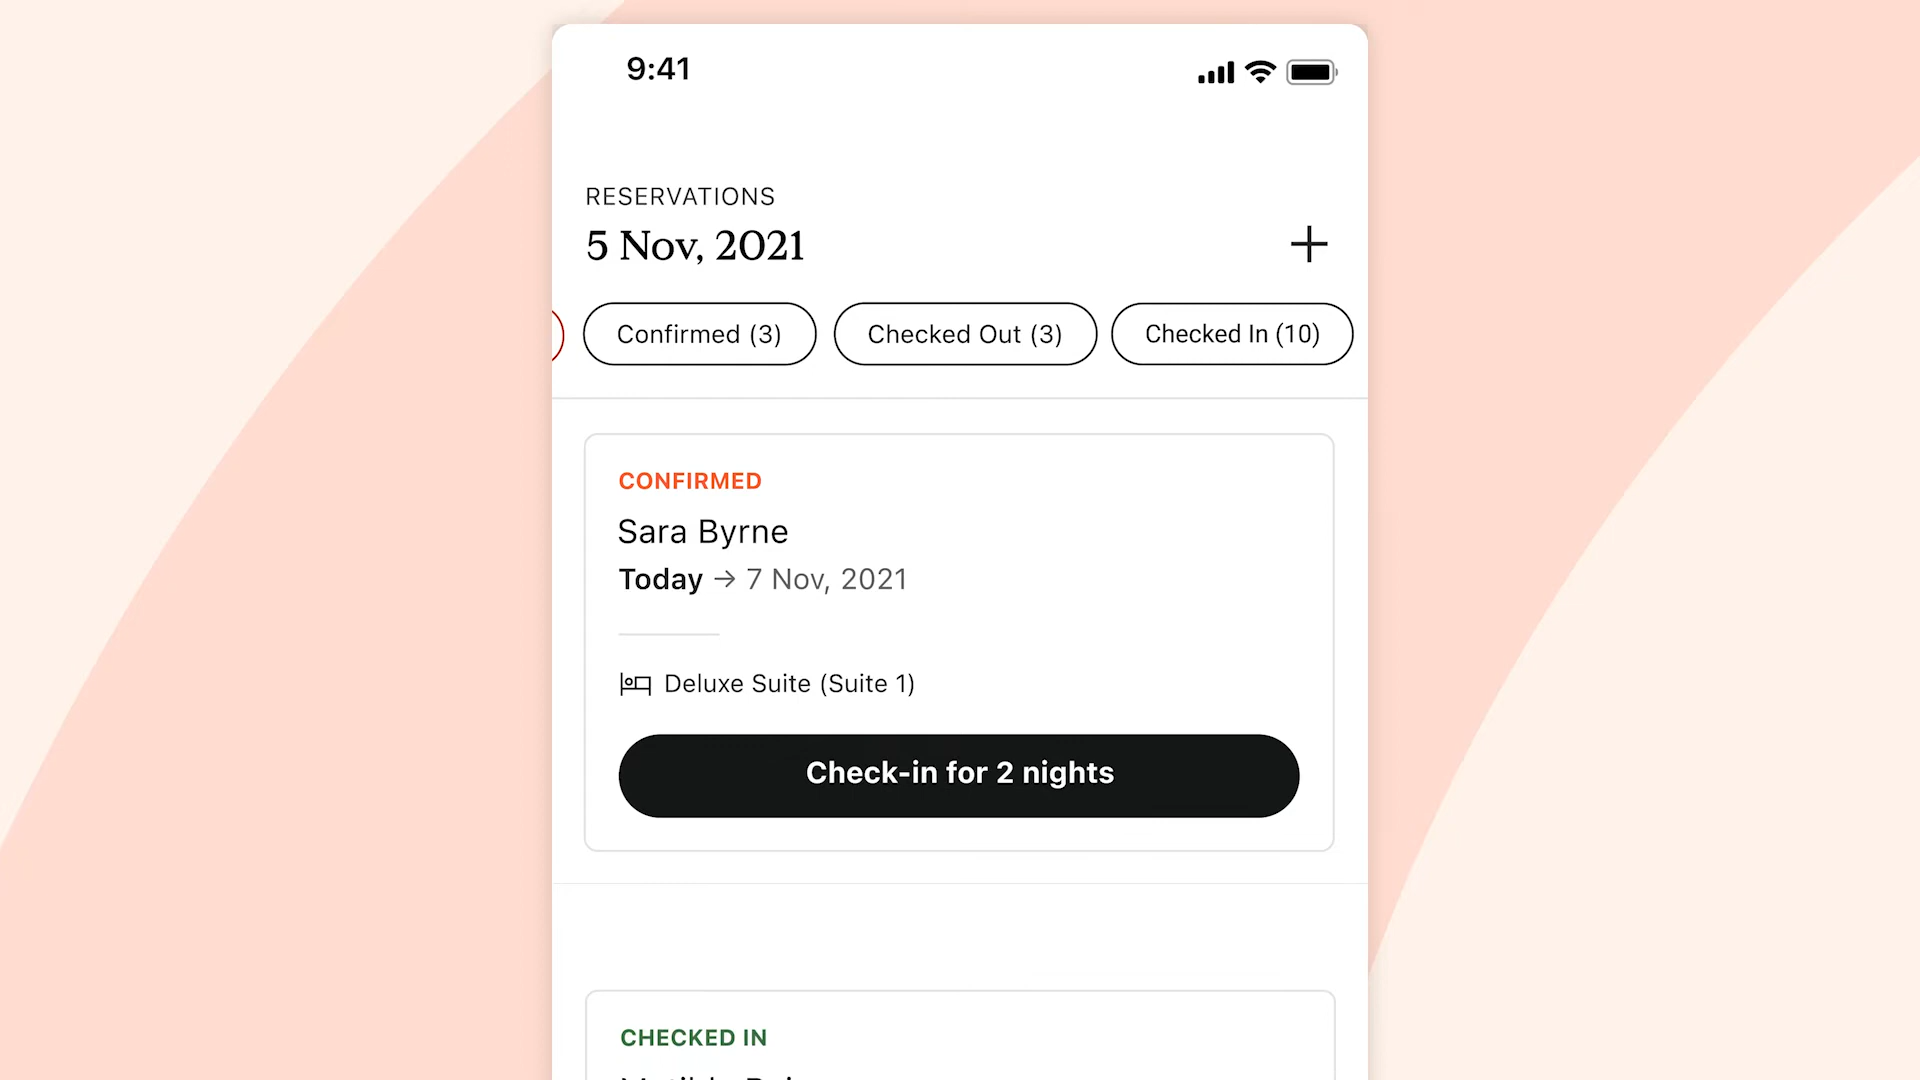 9:41
RESERVATIONS
5 Nov, 2021
Confirmed (3) Checked Out (3) Checked In (10)
CONFIRMED
Sara Byrne
Today → 7 Nov, 2021
Deluxe Suite (Suite 1)
Check-in for 2 nights
CHECKED IN